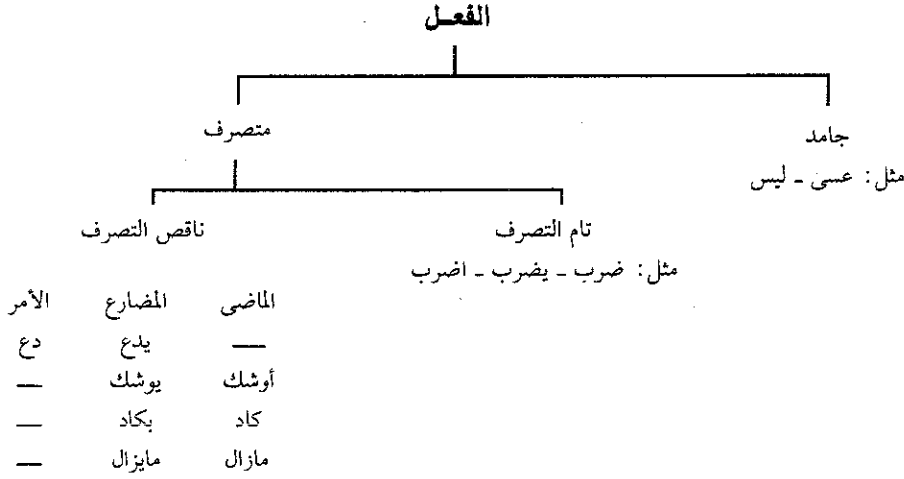 الفعـل
جامد
متصرف
مثل: عسى ـ ليس
تام التصرف
ناقص التصرف
مثل: ضرب ـ يضرب ـ اضرب
الماضى المضارع الأمر
— يدع دع
أوشك يوشك —
كاد بكاد —
مازال مايزال —